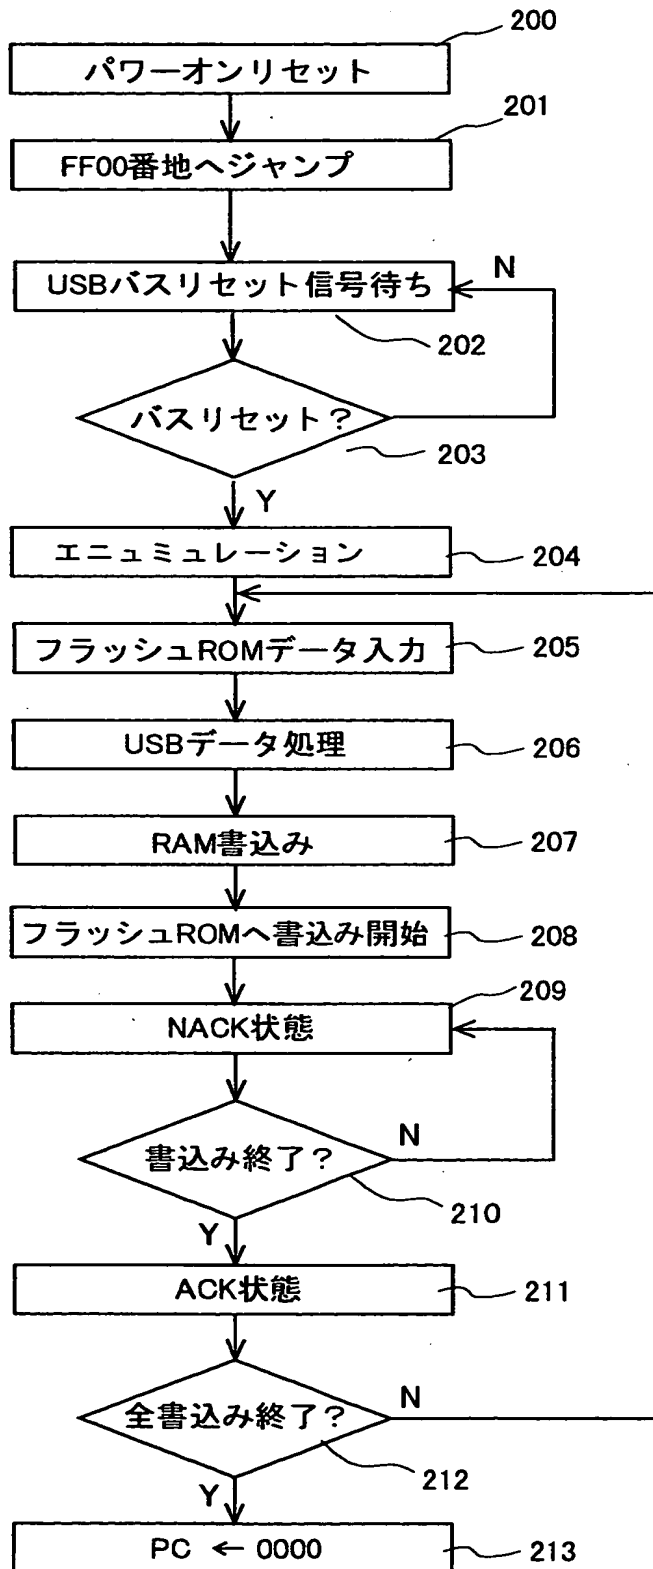 200
パワーオンリセット
201
FF00番地へジャンプ
USBバスリセット信号待ち
N
202
バスリセット？
203
Y
エニュミュレーション
204
フラッシュROMデータ入力
205
USBデータ処理
206
RAM書込み
207
フラッシュROMへ書込み開始
208
209
NACK状態
書込み終了？
N
210
Y
ACK状態
211
全書込み終了？
N
212
Y
PC ← 0000
213